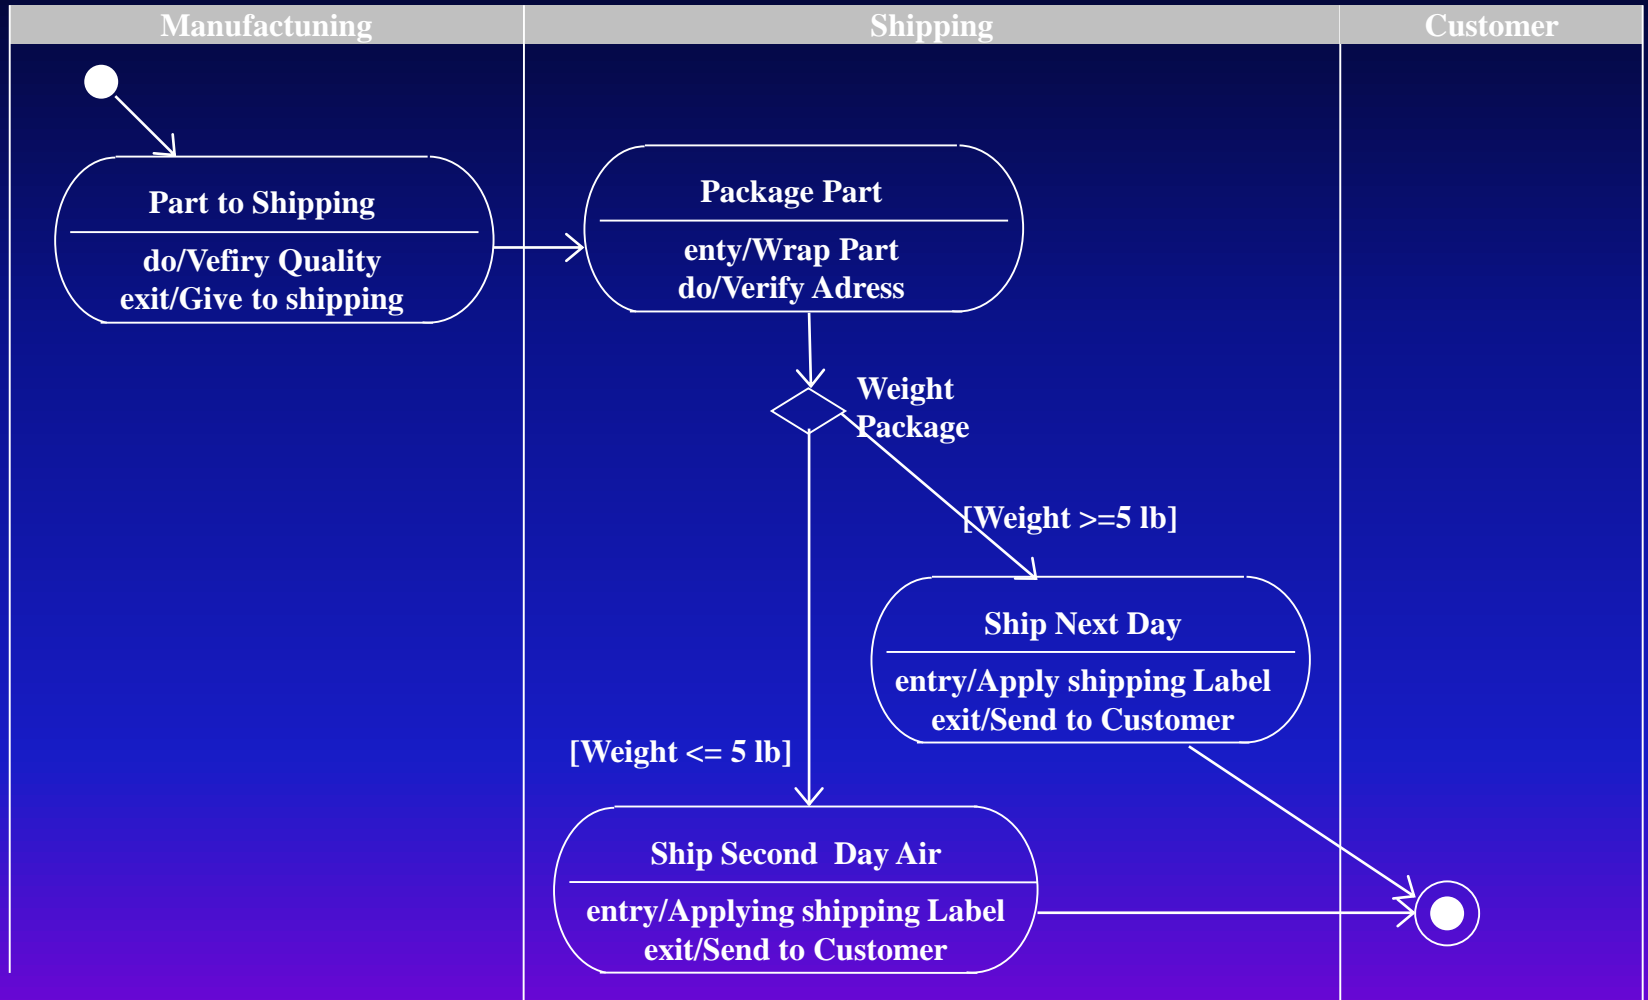 Manufactuning
Shipping
Customer
Part to Shipping
do/Vefiry Quality
exit/Give to shipping
Package Part
enty/Wrap Part
do/Verify Adress
Weight
Package
[Weight >=5 lb]
Ship Next Day
entry/Apply shipping Label
exit/Send to Customer
[Weight <= 5 lb]
Ship Second  Day Air
entry/Applying shipping Label
exit/Send to Customer